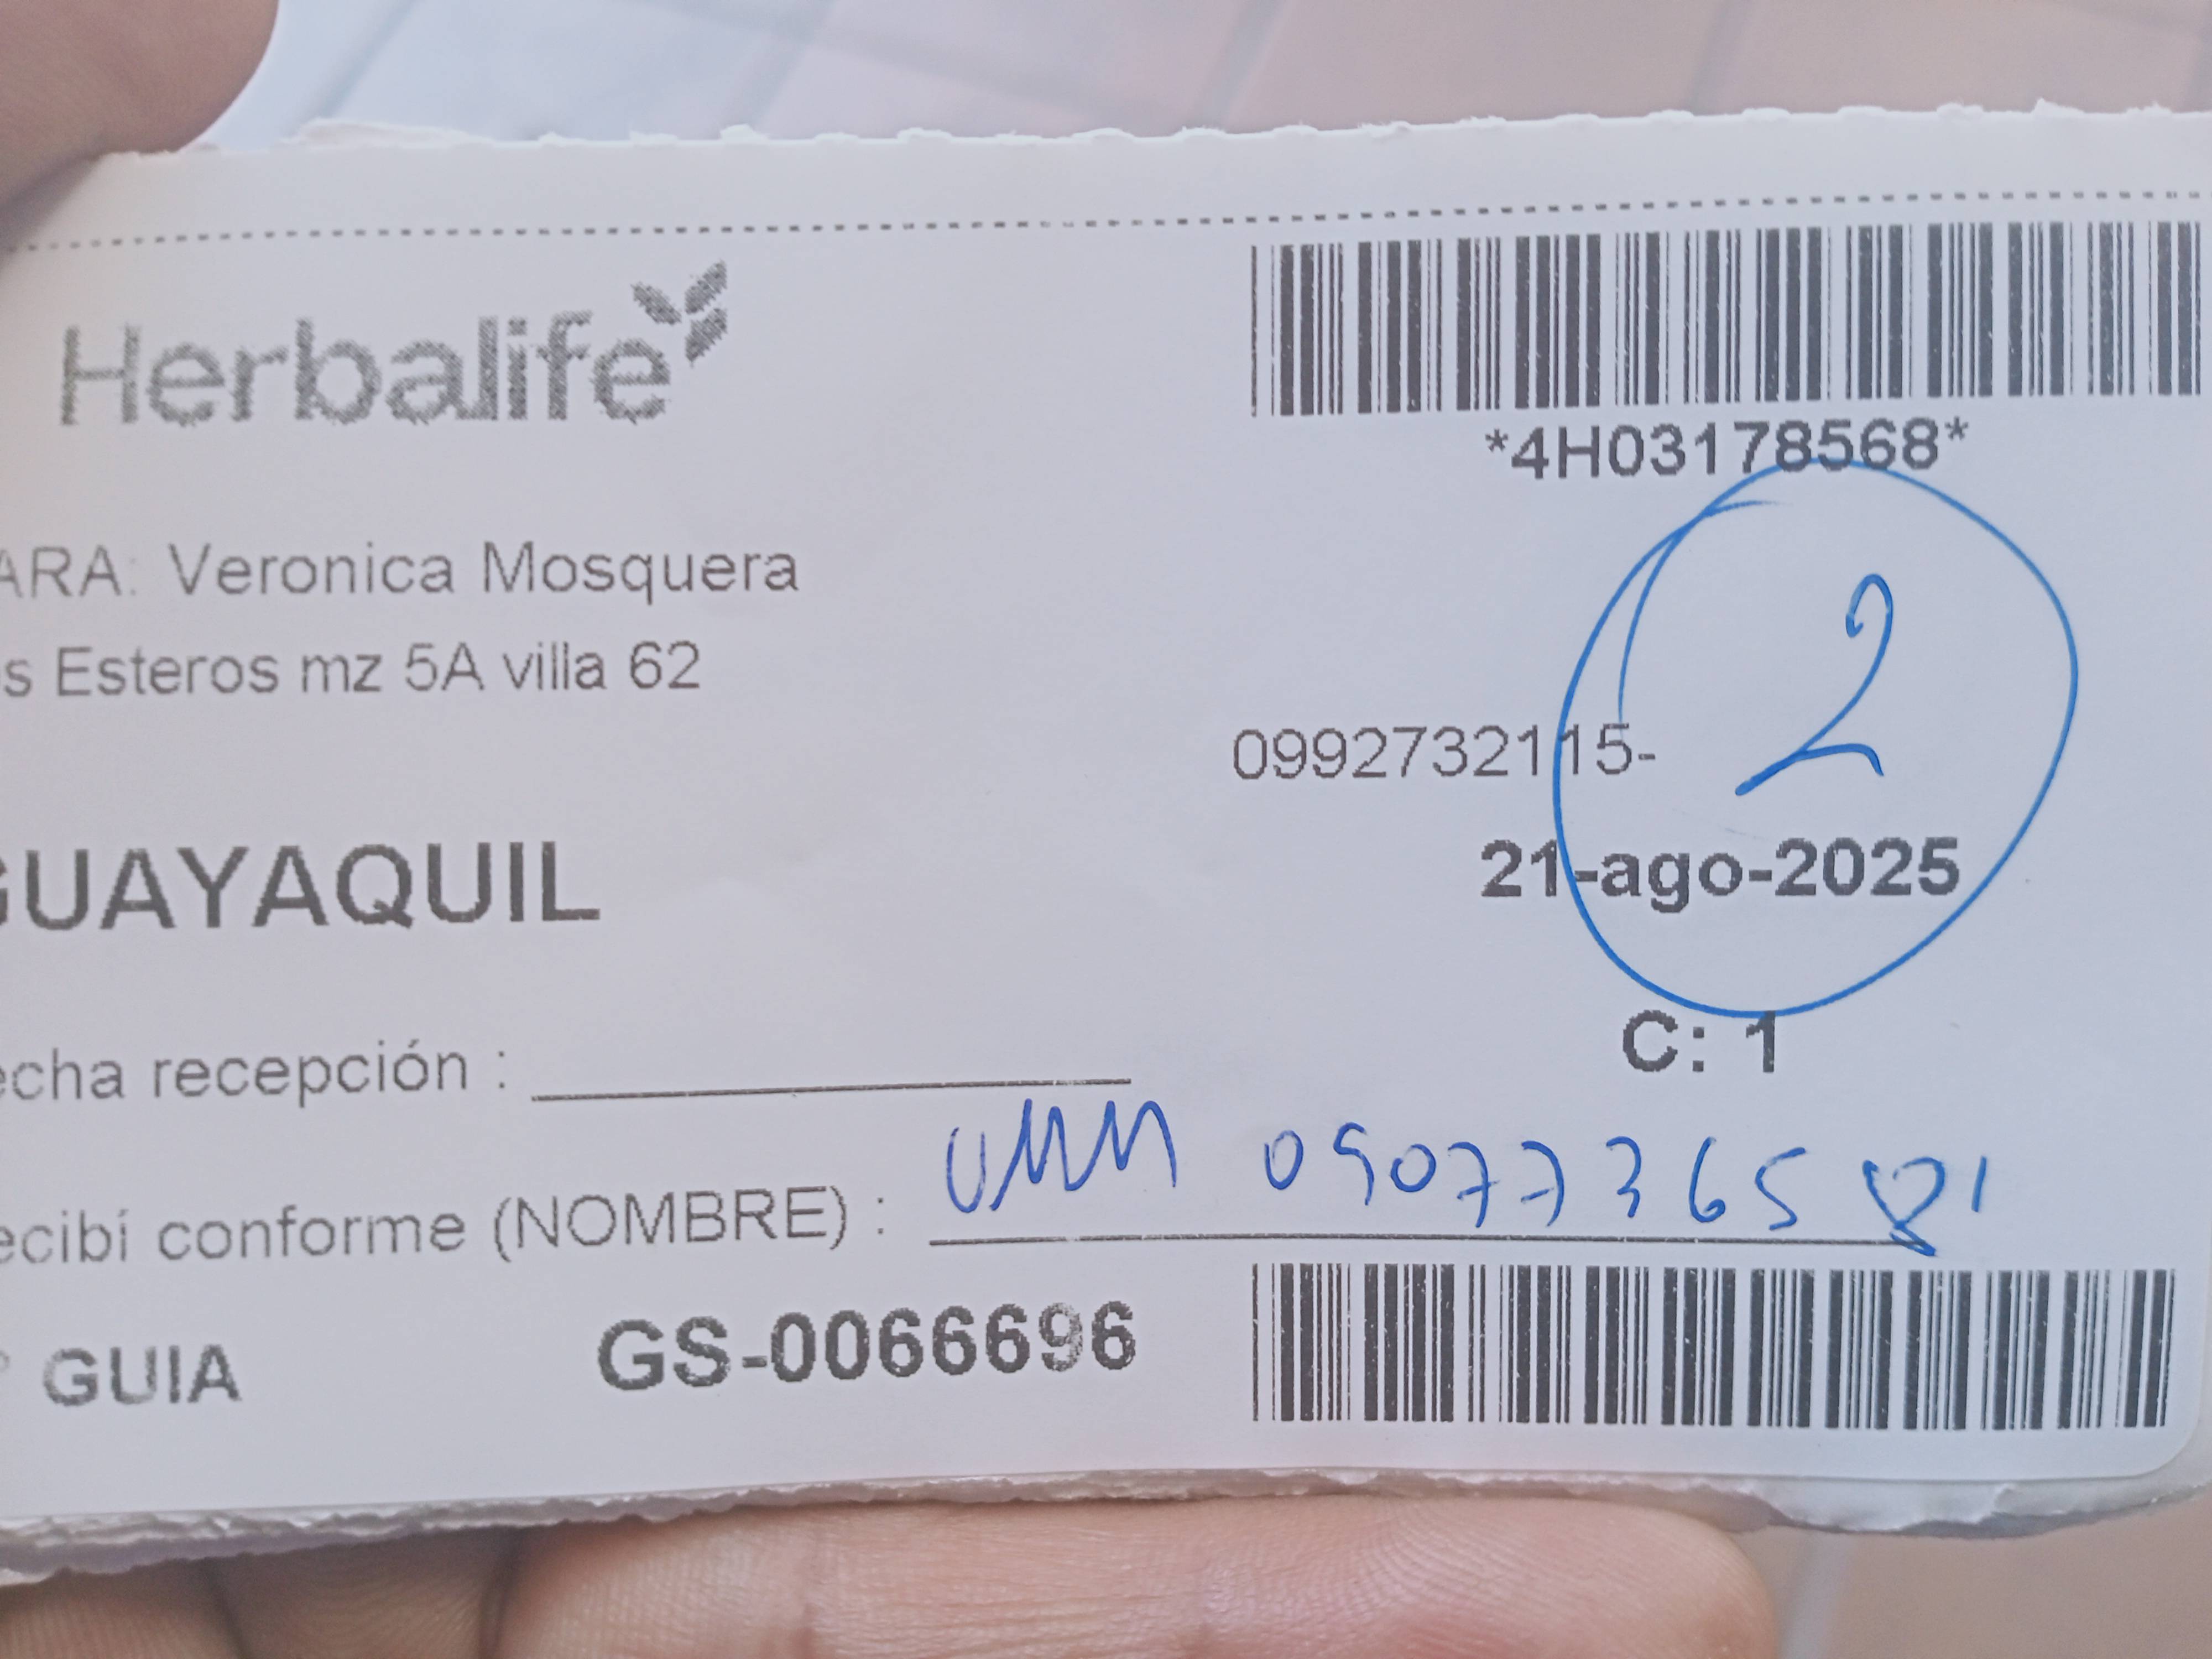 Herbalife
*4H03178568*
ARA: Veronica Mosquera
s Esteros mz 5A villa 62
2
0992732115-
GUAYAQUIL
21-ago-2025
C: 1
echa recepción :
ecibí conforme (NOMBRE) : 0907736581
GUIA GS-0066696